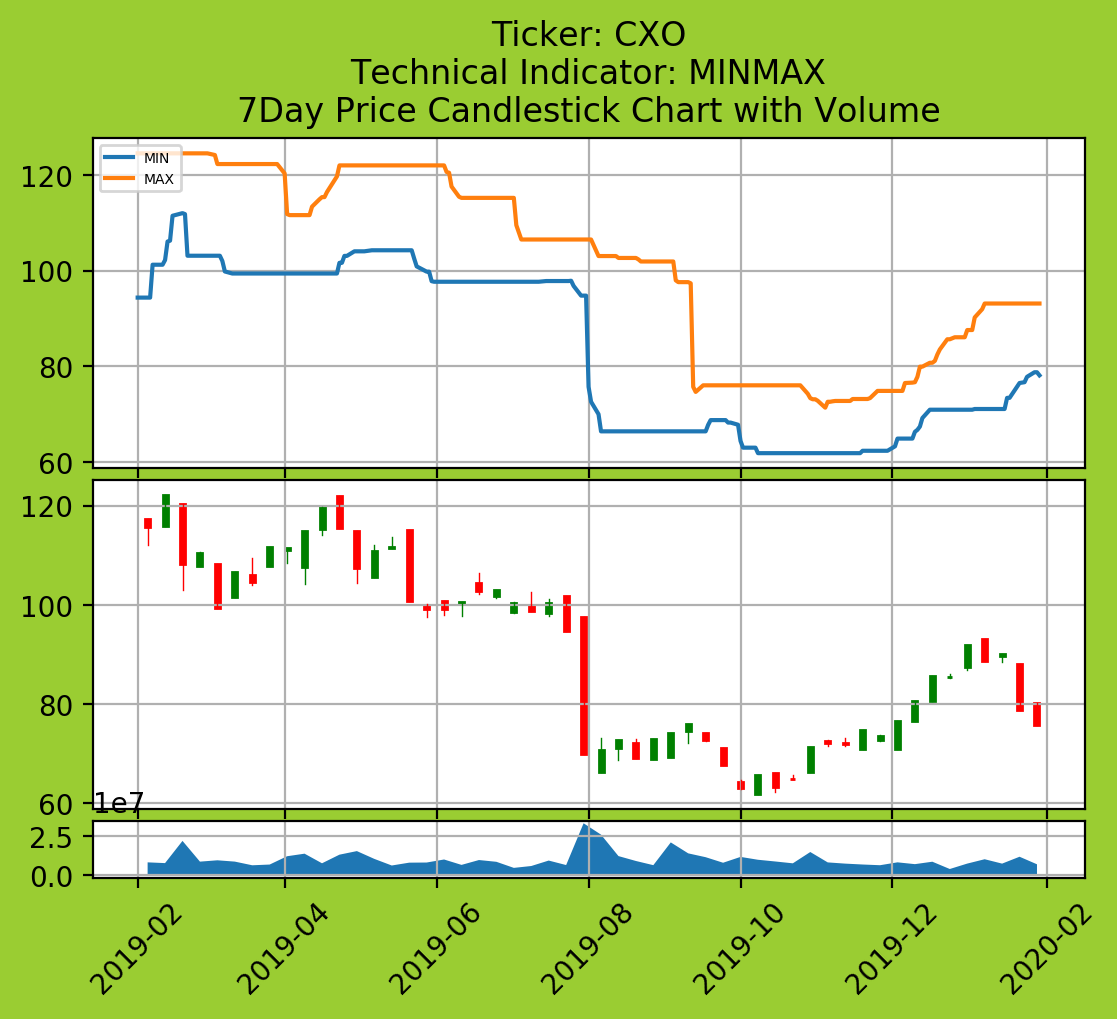 Ticker: CXO
Technical Indicator: MINMAX
7Day Price Candlestick Chart with Volume
MIN
MAX
120
100
80
60
120
100
80
60
1e7
2.5
0.0
2019-02
2019-04
2019-06
2019-08
2019-10
2019-12
2020-02